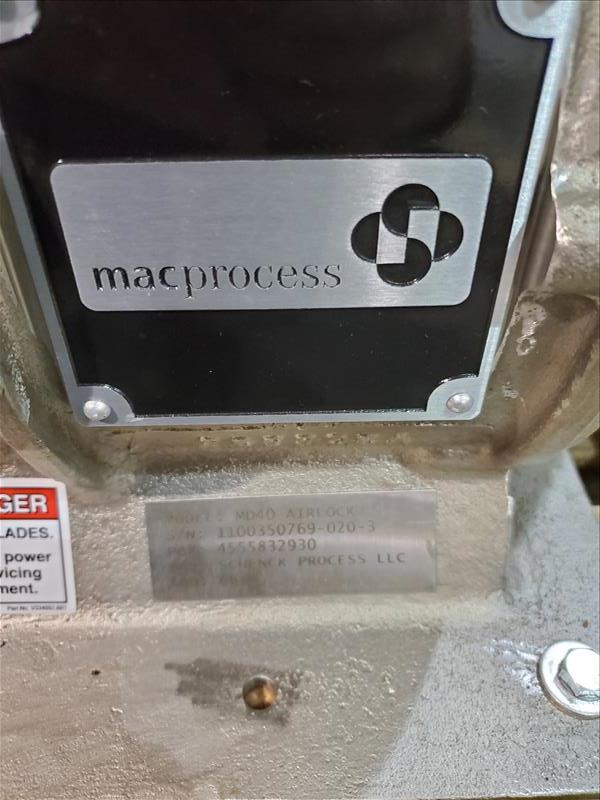 macprocess
GER
LADES.
power
vicing
ment.
MODEL: MD40 AIRLOCK
S/N: 1100350769-020-3
4555832930
SCHENCK PROCESS LLC